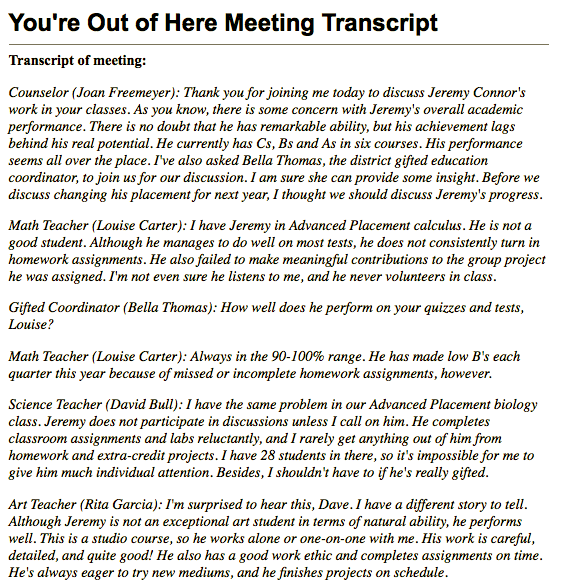 You're Out of Here Meeting Transcript
Transcript of meeting:
Counselor (Joan Freemeyer): Thank you for joining me today to discuss Jeremy Connor's
work in your classes. As you know, there is some concern with Jeremy's overall academic
performance. There is no doubt that he has remarkable ability, but his achievement lags
behind his real potential. He currently has Cs, Bs and As in six courses. His performance
seems all over the place. I've also asked Bella Thomas, the district gifted education
coordinator, to join us for our discussion. I am sure she can provide some insight. Before we
discuss changing his placement for next year, I thought we should discuss Jeremy's progress.
Math Teacher (Louise Carter): I have Jeremy in Advanced Placement calculus. He is not a
good student. Although he manages to do well on most tests, he does not consistently turn in
homework assignments. He also failed to make meaningful contributions to the group project
he was assigned. I'm not even sure he listens to me, and he never volunteers in class.
Gifted Coordinator (Bella Thomas): How well does he perform on your quizzes and tests,
Louise?
Math Teacher (Louise Carter): Always in the 90-100% range. He has made low B's each
quarter this year because of missed or incomplete homework assignments, however.
Science Teacher (David Bull): I have the same problem in our Advanced Placement biology
class. Jeremy does not participate in discussions unless I call on him. He completes
classroom assignments and labs reluctantly, and I rarely get anything out of him from
homework and extra-credit projects. I have 28 students in there, so it's impossible for me to
give him much individual attention. Besides, I shouldn't have to if he's really gifted.
Art Teacher (Rita Garcia): I'm surprised to hear this, Dave. I have a different story to tell.
Although Jeremy is not an exceptional art student in terms of natural ability, he performs
well. This is a studio course, so he works alone or one-on-one with me. His work is careful,
detailed, and quite good! He also has a good work ethic and completes assignments on time.
He's always eager to try new mediums, and he finishes projects on schedule.